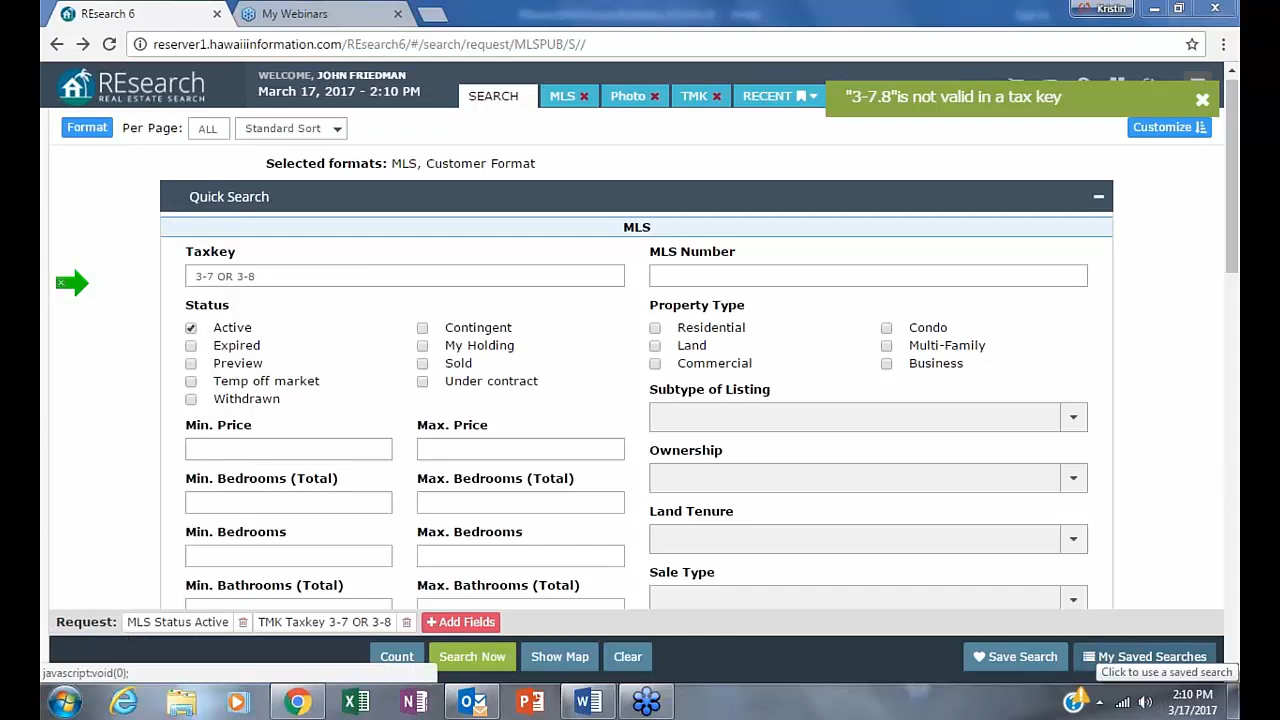 REsearch 6
My Webinars
Kristin
reserver1.hawaiiinformation.com/REsearch6/#/search/request/MLSPUB/S//
REsearch
REAL ESTATE SEARCH
WELCOME, JOHN FRIEDMAN
March 17, 2017 - 2:10 PM
SEARCH
MLS
Photo
TMK
RECENT
"3-7.8"is not valid in a tax key
Format
Per Page:
ALL
Standard Sort
Customize
Selected formats: MLS, Customer Format
Quick Search
MLS
Taxkey
MLS Number
3-7 OR 3-8
Status
Property Type
Active
Contingent
Residential
Condo
Expired
My Holding
Land
Multi-Family
Preview
Sold
Commercial
Business
Temp off market
Under contract
Withdrawn
Subtype of Listing
Min. Price
Max. Price
Ownership
Min. Bedrooms (Total)
Max. Bedrooms (Total)
Land Tenure
Min. Bedrooms
Max. Bedrooms
Sale Type
Min. Bathrooms (Total)
Max. Bathrooms (Total)
Request:
MLS Status Active
TMK Taxkey 3-7 OR 3-8
Add Fields
Count
Search Now
Show Map
Clear
Save Search
My Saved Searches
javascript:void(0);
Click to use a saved search
2:10 PM
3/17/2017